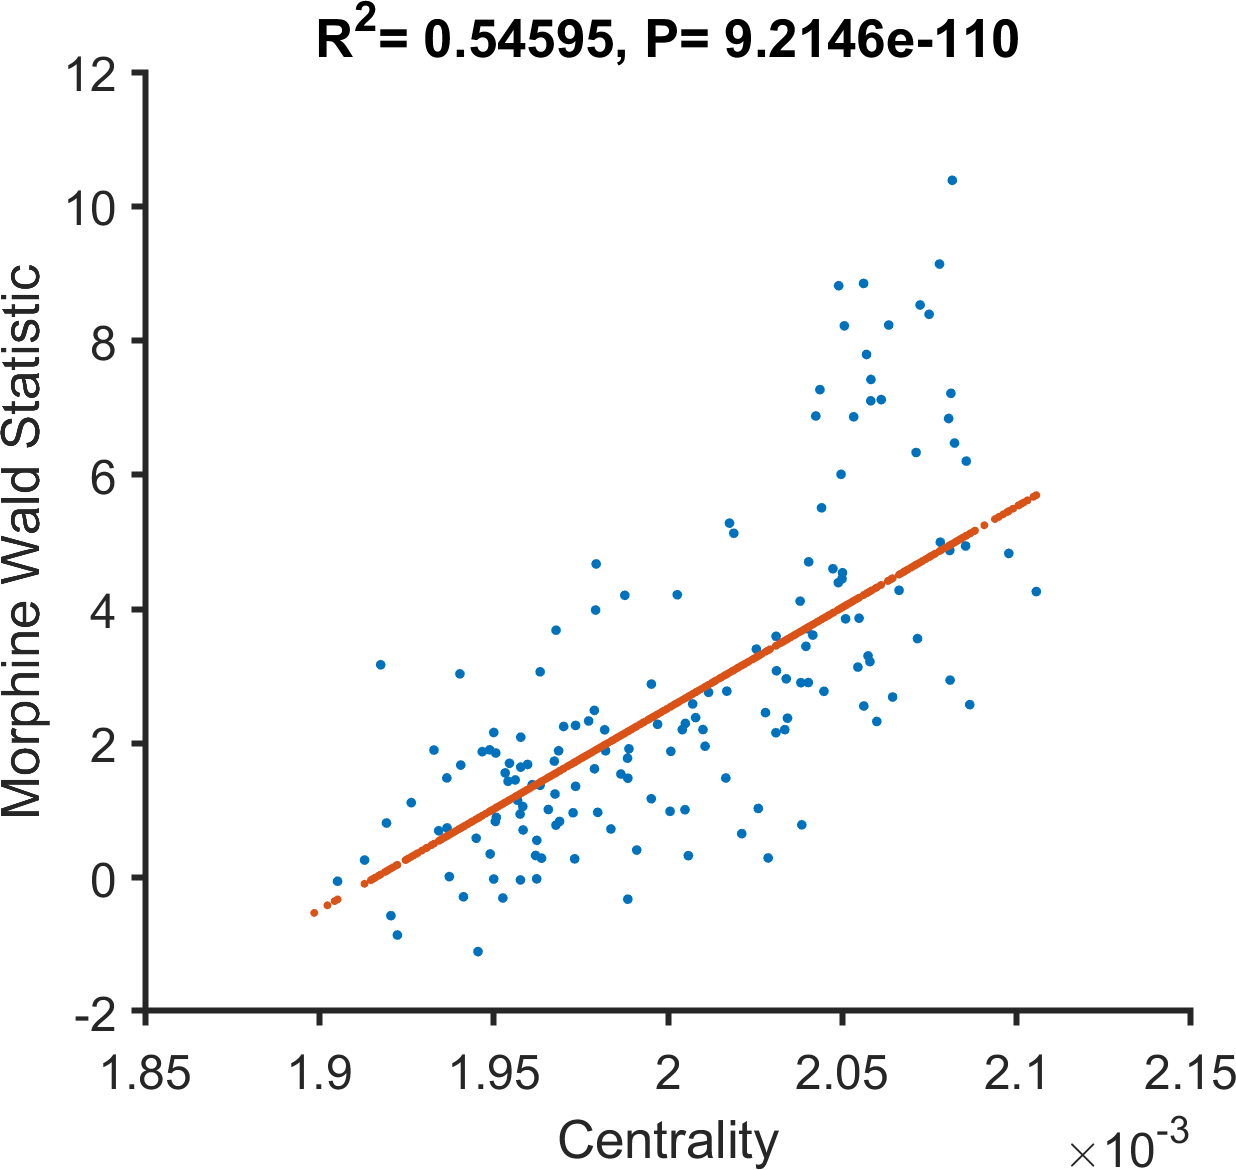 R²= 0.54595, P= 9.2146e-110
12
10
8
6
4
2
0
-2
Morphine Wald Statistic
1.85 1.9 1.95 2 2.05 2.1 2.15
Centrality
×10⁻³